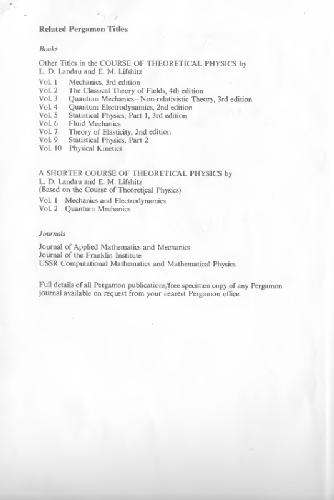 Related Pergamon Titles
Books
Other Titles in the COURSE OF THEORETICAL PHYSICS by
L. D. Landau and E. M. Lifshitz
Vol. 1 Mechanics, 3rd edition
Vol. 2 The Classical Theory of Fields, 4th edition
Vol. 3 Quantum Mechanics—Non-relativistic Theory, 3rd edition
Vol. 4 Quantum Electrodynamics, 2nd edition
Vol. 5 Statistical Physics, Part 1, 3rd edition
Vol. 6 Fluid Mechanics
Vol. 7 Theory of Elasticity, 2nd edition
Vol. 9 Statistical Physics, Part 2
Vol. 10 Physical Kinetics
A SHORTER COURSE OF THEORETICAL PHYSICS by
L. D. Landau and E. M. Lifshitz
(Based on the Course of Theoretical Physics)
Vol. 1 Mechanics and Electrodynamics
Vol. 2 Quantum Mechanics
Journals
Journal of Applied Mathematics and Mechanics
Journal of the Franklin Institute
USSR Computational Mathematics and Mathematical Physics
Full details of all Pergamon publications/free specimen copy of any Pergamon
journal available on request from your nearest Pergamon office.